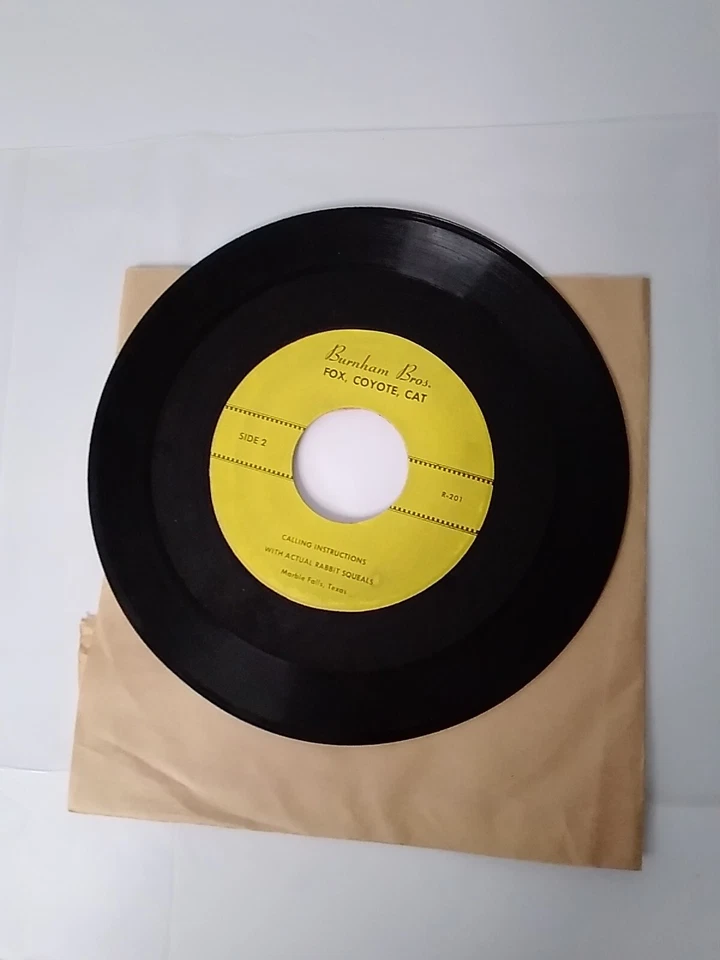 Burnham Bros.
FOX, COYOTE, CAT
SIDE 2
R-201
CALLING INSTRUCTIONS
WITH ACTUAL RABBIT SQUEALS
Marble Falls, Texas